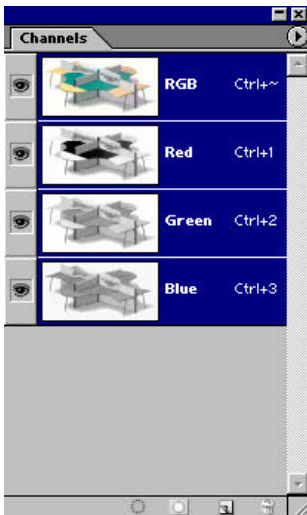 Channels
RGB Ctrl+~
Red Ctrl+1
Green Ctrl+2
Blue Ctrl+3